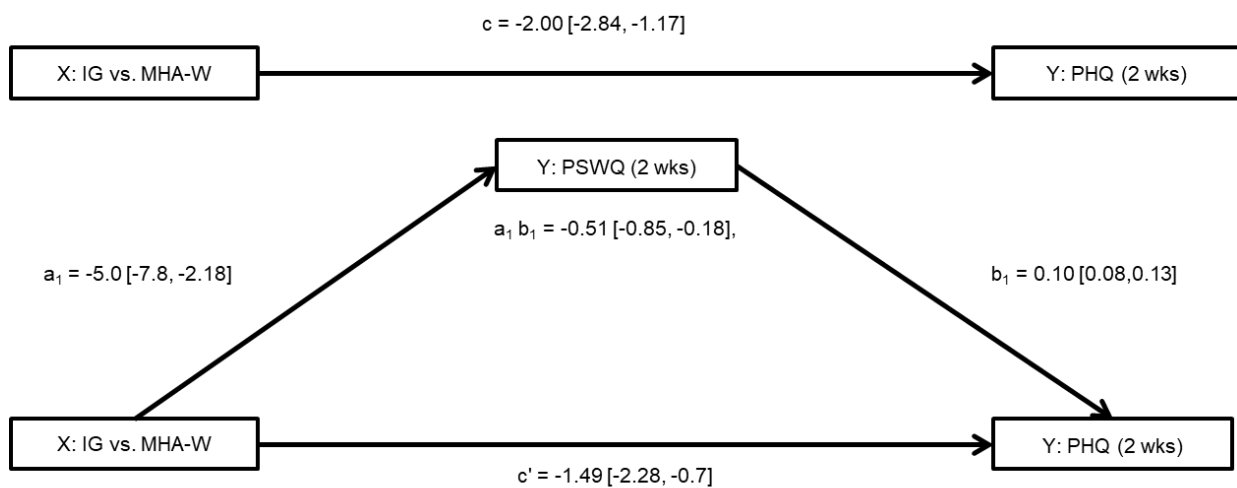 c = -2.00 [-2.84, -1.17]
X: IG vs. MHA-W
Y: PHQ (2 wks)
Y: PSWQ (2 wks)
a₁ b₁ = -0.51 [-0.85, -0.18],
a₁ = -5.0 [-7.8, -2.18]
b₁ = 0.10 [0.08,0.13]
X: IG vs. MHA-W
Y: PHQ (2 wks)
c' = -1.49 [-2.28, -0.7]